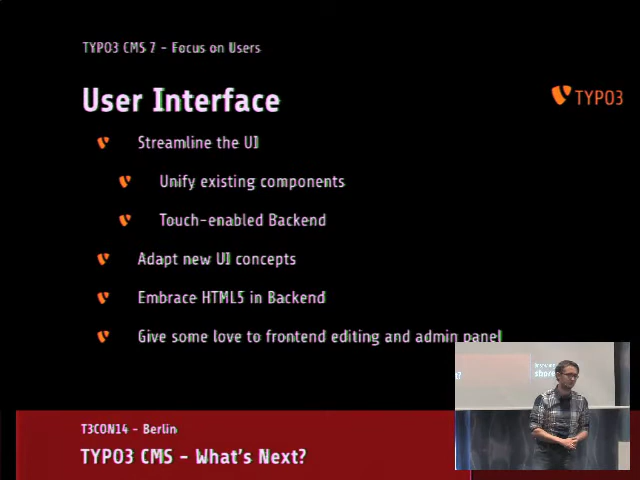 TYPO3 CMS 7 - Focus on Users
User Interface
TYPO3
Streamline the UI
Unify existing components
Touch-enabled Backend
Adapt new UI concepts
Embrace HTML5 in Backend
Give some love to frontend editing and admin panel
T3CON14 - Berlin
TYPO3 CMS - What's Next?